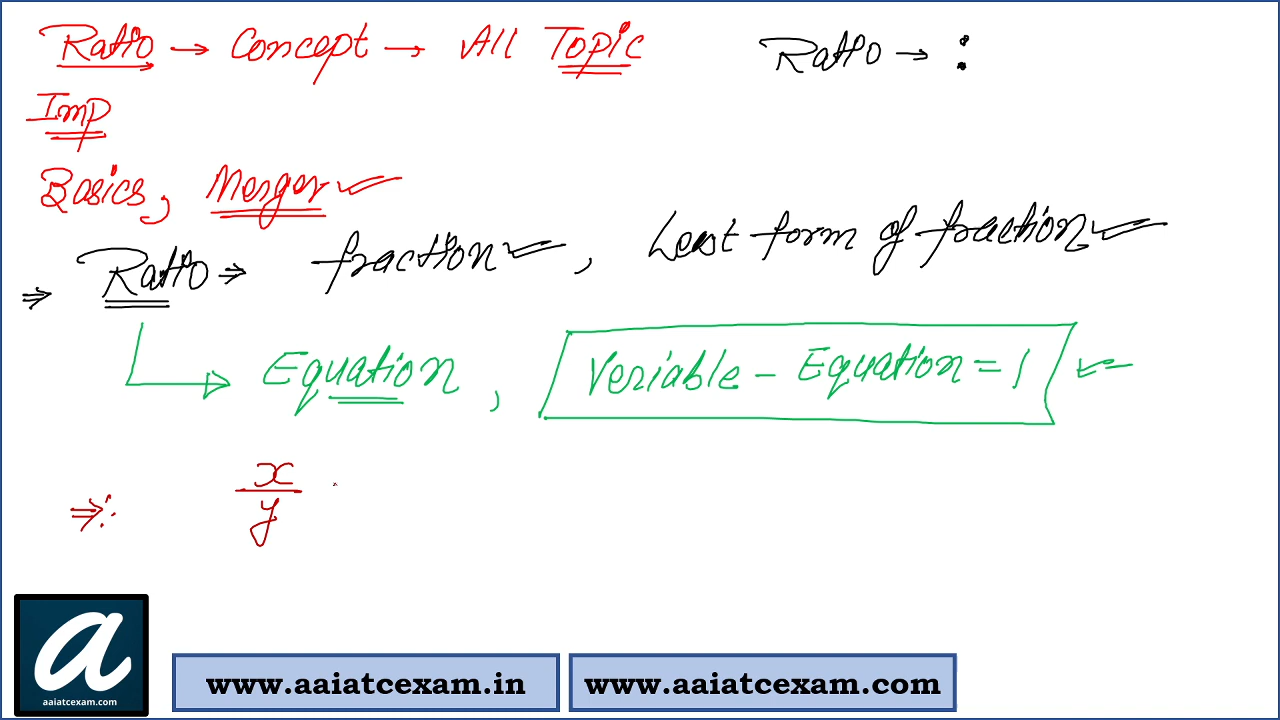 Ratio → Concept → All Topic
Ratio → :
Imp
Basics, Merger ✓
⇒ Ratio ⇒ fraction ✓, Least form of fraction ✓
Equation, Veriable - Equation = 1 ✓
⇒ : x
y
a
aaiatcexam.com
www.aaiatcexam.in
www.aaiatcexam.com